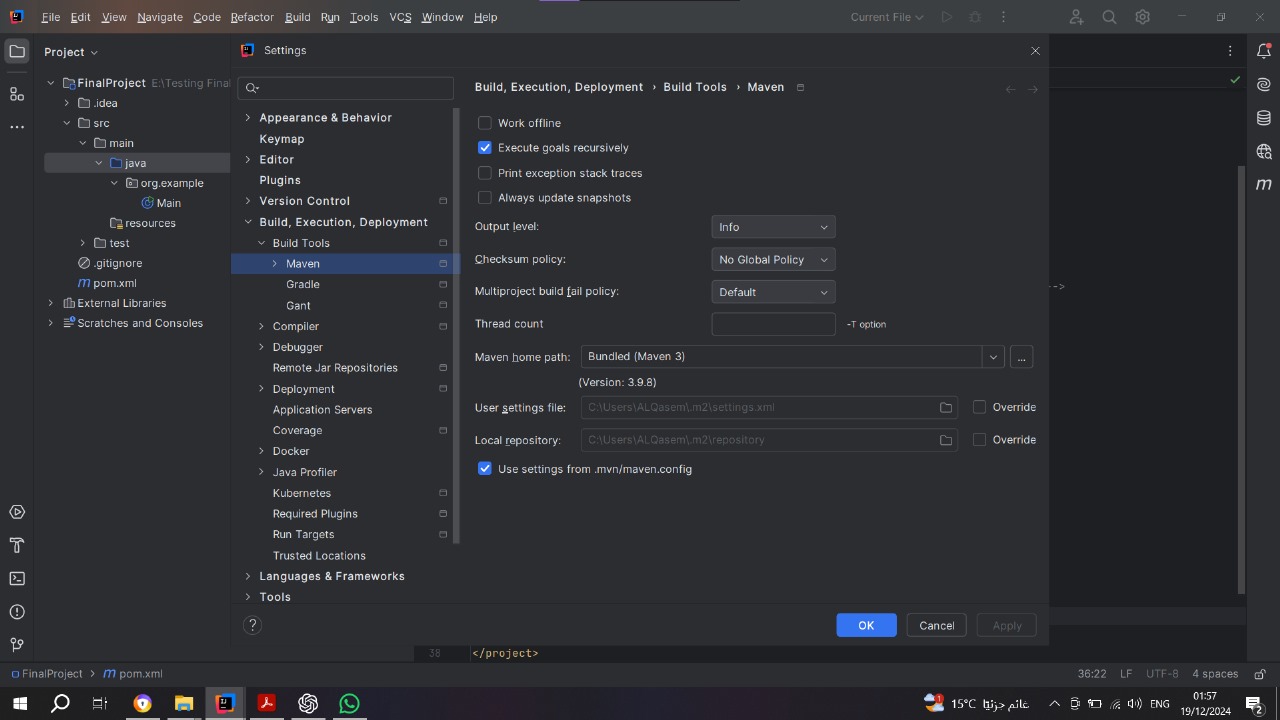 File Edit View Navigate Code Refactor Build Run Tools VCS Window Help
Current File
Project
Settings
FinalProject E:\Testing Final
.idea
src
main
java
org.example
Main
resources
test
.gitignore
pom.xml
External Libraries
Scratches and Consoles
Appearance & Behavior
Keymap
Editor
Plugins
Version Control
Build, Execution, Deployment
Build Tools
Maven
Gradle
Gant
Compiler
Debugger
Remote Jar Repositories
Deployment
Application Servers
Coverage
Docker
Java Profiler
Kubernetes
Required Plugins
Run Targets
Trusted Locations
Languages & Frameworks
Tools
Build, Execution, Deployment › Build Tools › Maven
Work offline
Execute goals recursively
Print exception stack traces
Always update snapshots
Output level: Info
Checksum policy: No Global Policy
Multiproject build fail policy: Default
Thread count -T option
Maven home path: Bundled (Maven 3) ...
(Version: 3.9.8)
User settings file: C:\Users\ALQasem\.m2\settings.xml Override
Local repository: C:\Users\ALQasem\.m2\repository Override
Use settings from .mvn/maven.config
-->
? OK Cancel Apply
38 </project>
FinalProject › pom.xml 36:22 LF UTF-8 4 spaces
15°C غائم جزئيًا ENG 01:57
19/12/2024 2